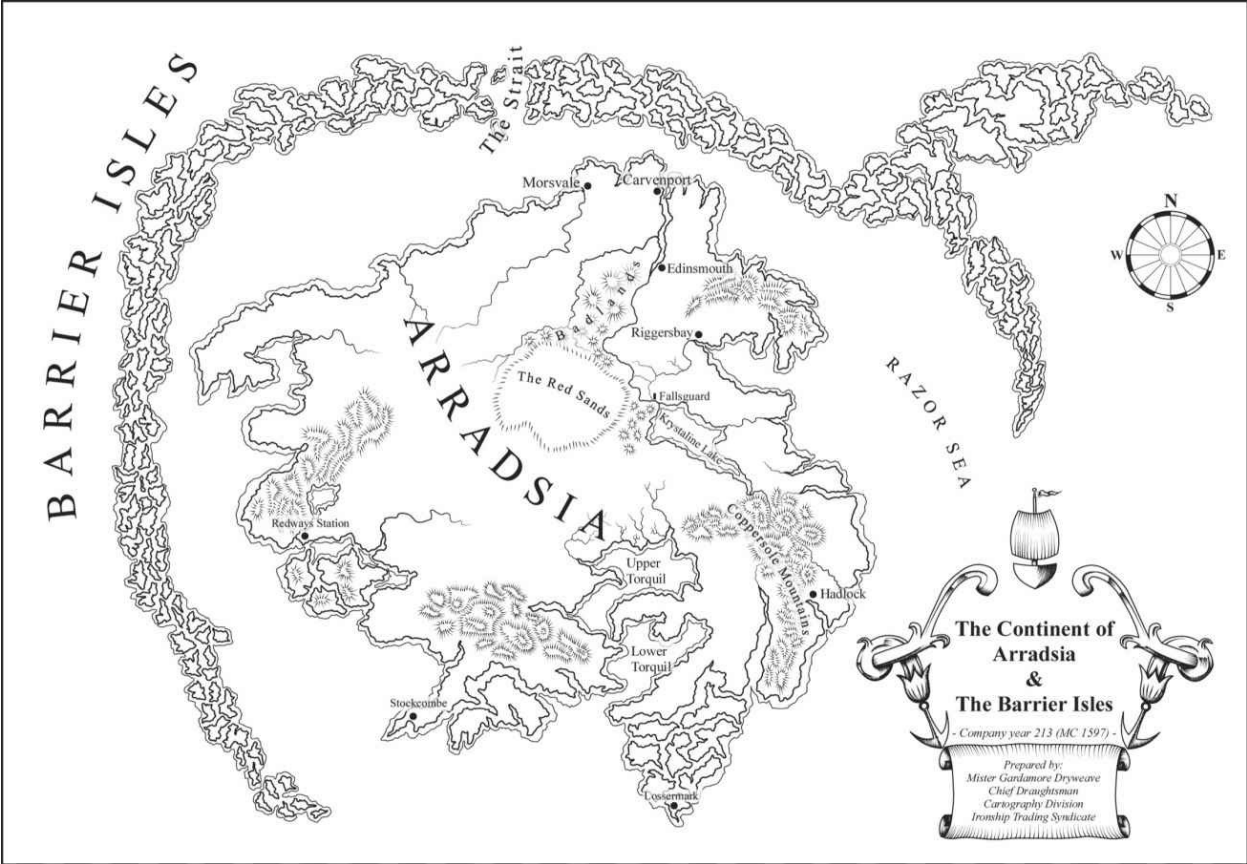 BARRIER ISLES
The Strait
Morsvale
Carvenport
Edinsmouth
Badlands
Riggersbay
The Red Sands
Fallsguard
Krystaline Lake
ARRADSIA
RAZOR SEA
N
W
E
S
Redways Station
Coppersole Mountains
Upper
Torquil
Hadlock
Lower
Torquil
Stockcombe
Lossermark
The Continent of
Arradsia
&
The Barrier Isles
- Company year 213 (MC 1597) -
Prepared by:
Mister Gardamore Dryweave
Chief Draughtsman
Cartography Division
Ironship Trading Syndicate